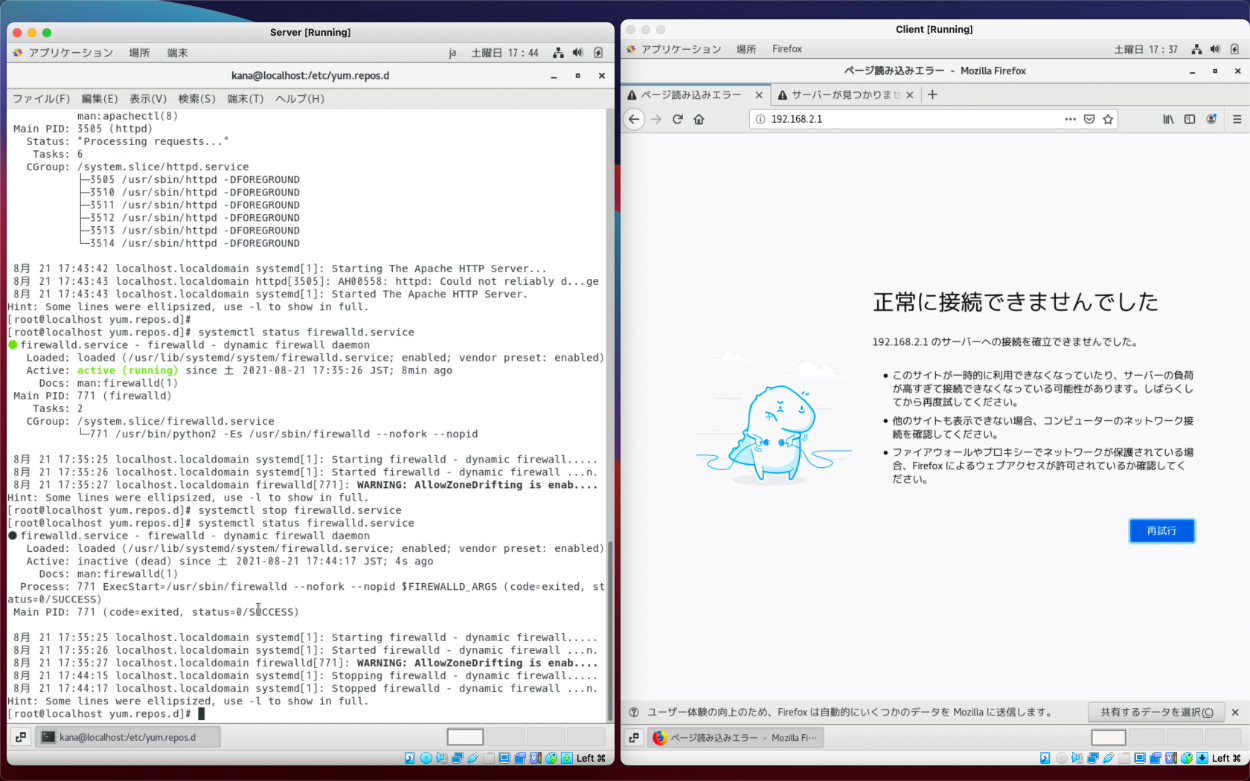 Server [Running]
アプリケーション 場所 端末 ja 土曜日 17:44
kana@localhost:/etc/yum.repos.d
ファイル(F) 編集(E) 表示(V) 検索(S) 端末(T) ヘルプ(H)
man:apachectl(8)
Main PID: 3505 (httpd)
Status: "Processing requests..."
Tasks: 6
CGroup: /system.slice/httpd.service
├─3505 /usr/sbin/httpd -DFOREGROUND
├─3510 /usr/sbin/httpd -DFOREGROUND
├─3511 /usr/sbin/httpd -DFOREGROUND
├─3512 /usr/sbin/httpd -DFOREGROUND
├─3513 /usr/sbin/httpd -DFOREGROUND
└─3514 /usr/sbin/httpd -DFOREGROUND
8月 21 17:43:42 localhost.localdomain systemd[1]: Starting The Apache HTTP Server...
8月 21 17:43:43 localhost.localdomain httpd[3505]: AH00558: httpd: Could not reliably d...ge
8月 21 17:43:43 localhost.localdomain systemd[1]: Started The Apache HTTP Server.
Hint: Some lines were ellipsized, use -l to show in full.
[root@localhost yum.repos.d]#
[root@localhost yum.repos.d]# systemctl status firewalld.service
● firewalld.service - firewalld - dynamic firewall daemon
Loaded: loaded (/usr/lib/systemd/system/firewalld.service; enabled; vendor preset: enabled)
Active: active (running) since 土 2021-08-21 17:35:26 JST; 8min ago
Docs: man:firewalld(1)
Main PID: 771 (firewalld)
Tasks: 2
CGroup: /system.slice/firewalld.service
└─771 /usr/bin/python2 -Es /usr/sbin/firewalld --nofork --nopid
8月 21 17:35:25 localhost.localdomain systemd[1]: Starting firewalld - dynamic firewall.....
8月 21 17:35:26 localhost.localdomain systemd[1]: Started firewalld - dynamic firewall ...n.
8月 21 17:35:27 localhost.localdomain firewalld[771]: WARNING: AllowZoneDrifting is enab....
Hint: Some lines were ellipsized, use -l to show in full.
[root@localhost yum.repos.d]# systemctl stop firewalld.service
[root@localhost yum.repos.d]# systemctl status firewalld.service
● firewalld.service - firewalld - dynamic firewall daemon
Loaded: loaded (/usr/lib/systemd/system/firewalld.service; enabled; vendor preset: enabled)
Active: inactive (dead) since 土 2021-08-21 17:44:17 JST; 4s ago
Docs: man:firewalld(1)
Process: 771 ExecStart=/usr/sbin/firewalld --nofork --nopid $FIREWALLD_ARGS (code=exited, st
atus=0/SUCCESS)
Main PID: 771 (code=exited, status=0/SUCCESS)
8月 21 17:35:25 localhost.localdomain systemd[1]: Starting firewalld - dynamic firewall.....
8月 21 17:35:26 localhost.localdomain systemd[1]: Started firewalld - dynamic firewall ...n.
8月 21 17:35:27 localhost.localdomain firewalld[771]: WARNING: AllowZoneDrifting is enab....
8月 21 17:44:15 localhost.localdomain systemd[1]: Stopping firewalld - dynamic firewall.....
8月 21 17:44:17 localhost.localdomain systemd[1]: Stopped firewalld - dynamic firewall ...n.
Hint: Some lines were ellipsized, use -l to show in full.
[root@localhost yum.repos.d]#
kana@localhost:/etc/yum.repos.d
Left ⌘
Client [Running]
アプリケーション 場所 Firefox 土曜日 17:37
ページ読み込みエラー - Mozilla Firefox
ページ読み込みエラー サーバーが見つかりませ
192.168.2.1
正常に接続できませんでした
192.168.2.1 のサーバーへの接続を確立できませんでした。
• このサイトが一時的に利用できなくなっていたり、サーバーの負荷
が高すぎて接続できなくなっている可能性があります。しばらくし
てから再度試してください。
• 他のサイトも表示できない場合、コンピューターのネットワーク接
続を確認してください。
• ファイアウォールやプロキシーでネットワークが保護されている場
合、Firefox によるウェブアクセスが許可されているか確認してく
ださい。
再試行
ユーザー体験の向上のため、Firefox は自動的にいくつかのデータを Mozilla に送信します。 共有するデータを選択(C)
ページ読み込みエラー - Mozilla Fi…
Left ⌘